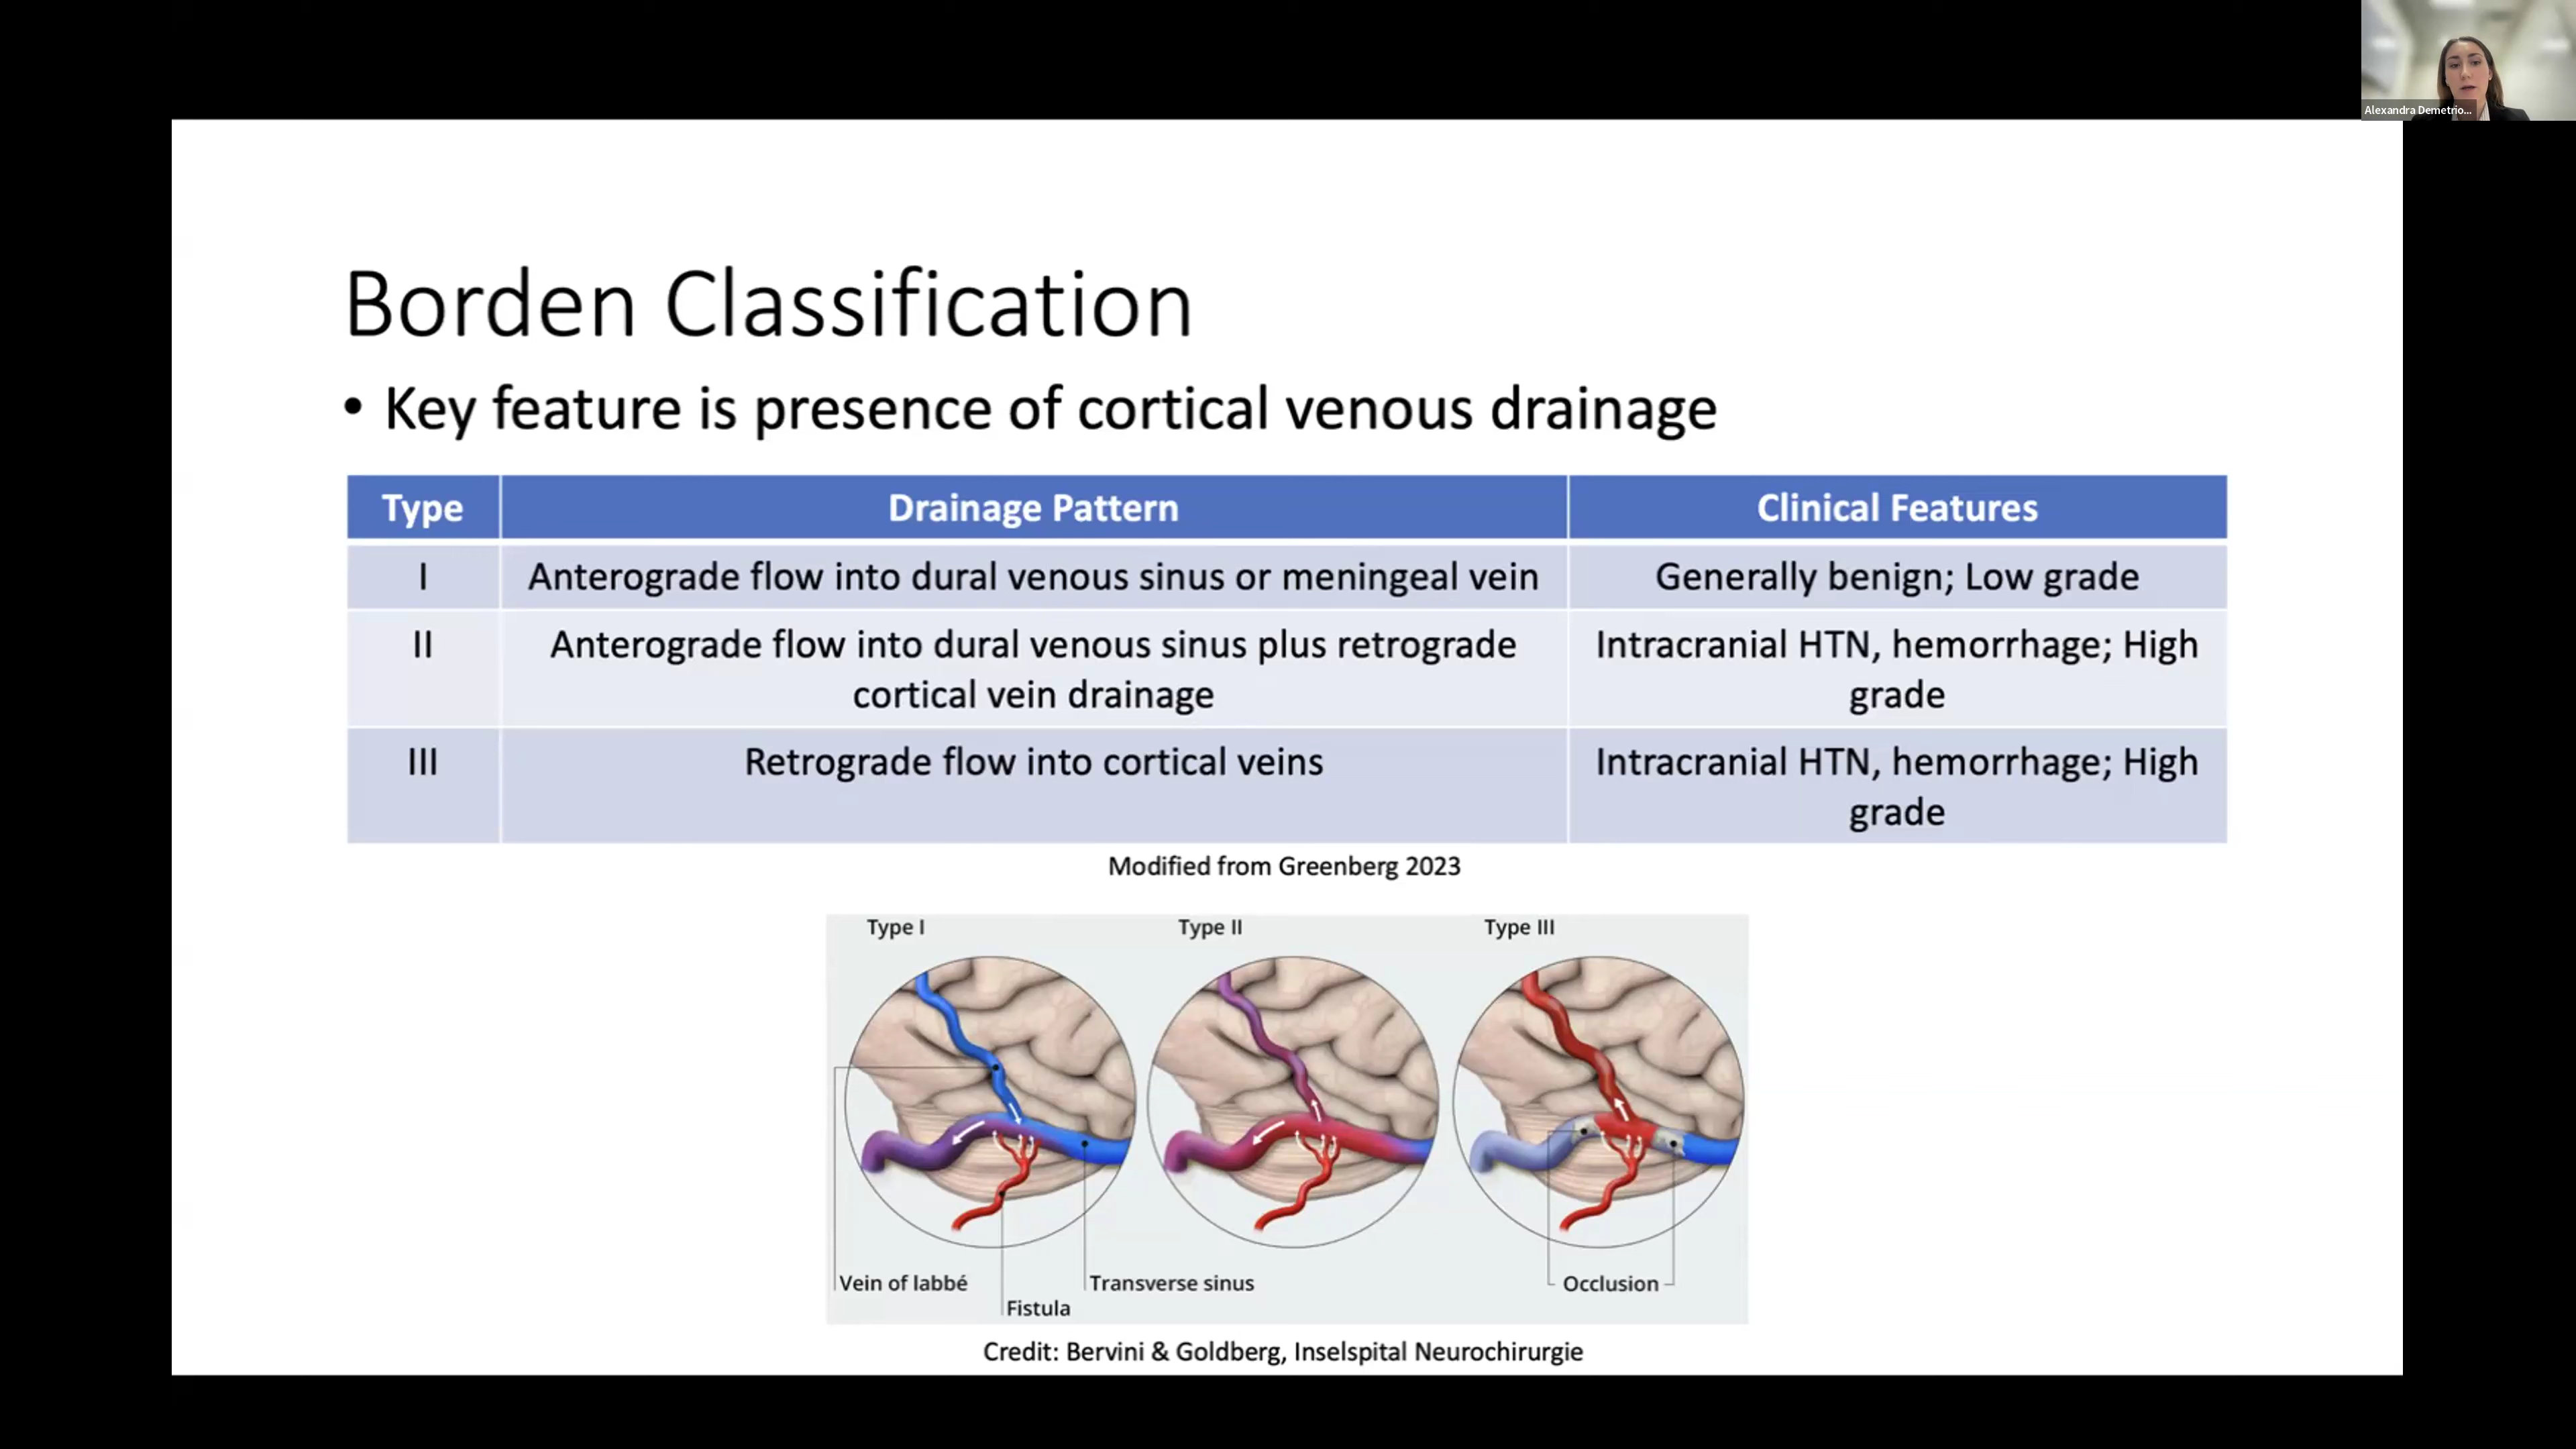 Alexandra Demetrio...
Borden Classification
• Key feature is presence of cortical venous drainage
Type Drainage Pattern Clinical Features
I Anterograde flow into dural venous sinus or meningeal vein Generally benign; Low grade
II Anterograde flow into dural venous sinus plus retrograde Intracranial HTN, hemorrhage; High
cortical vein drainage grade
III Retrograde flow into cortical veins Intracranial HTN, hemorrhage; High
grade
Modified from Greenberg 2023
Type I Type II Type III
Vein of labbé Transverse sinus Occlusion
Fistula
Credit: Bervini & Goldberg, Inselspital Neurochirurgie